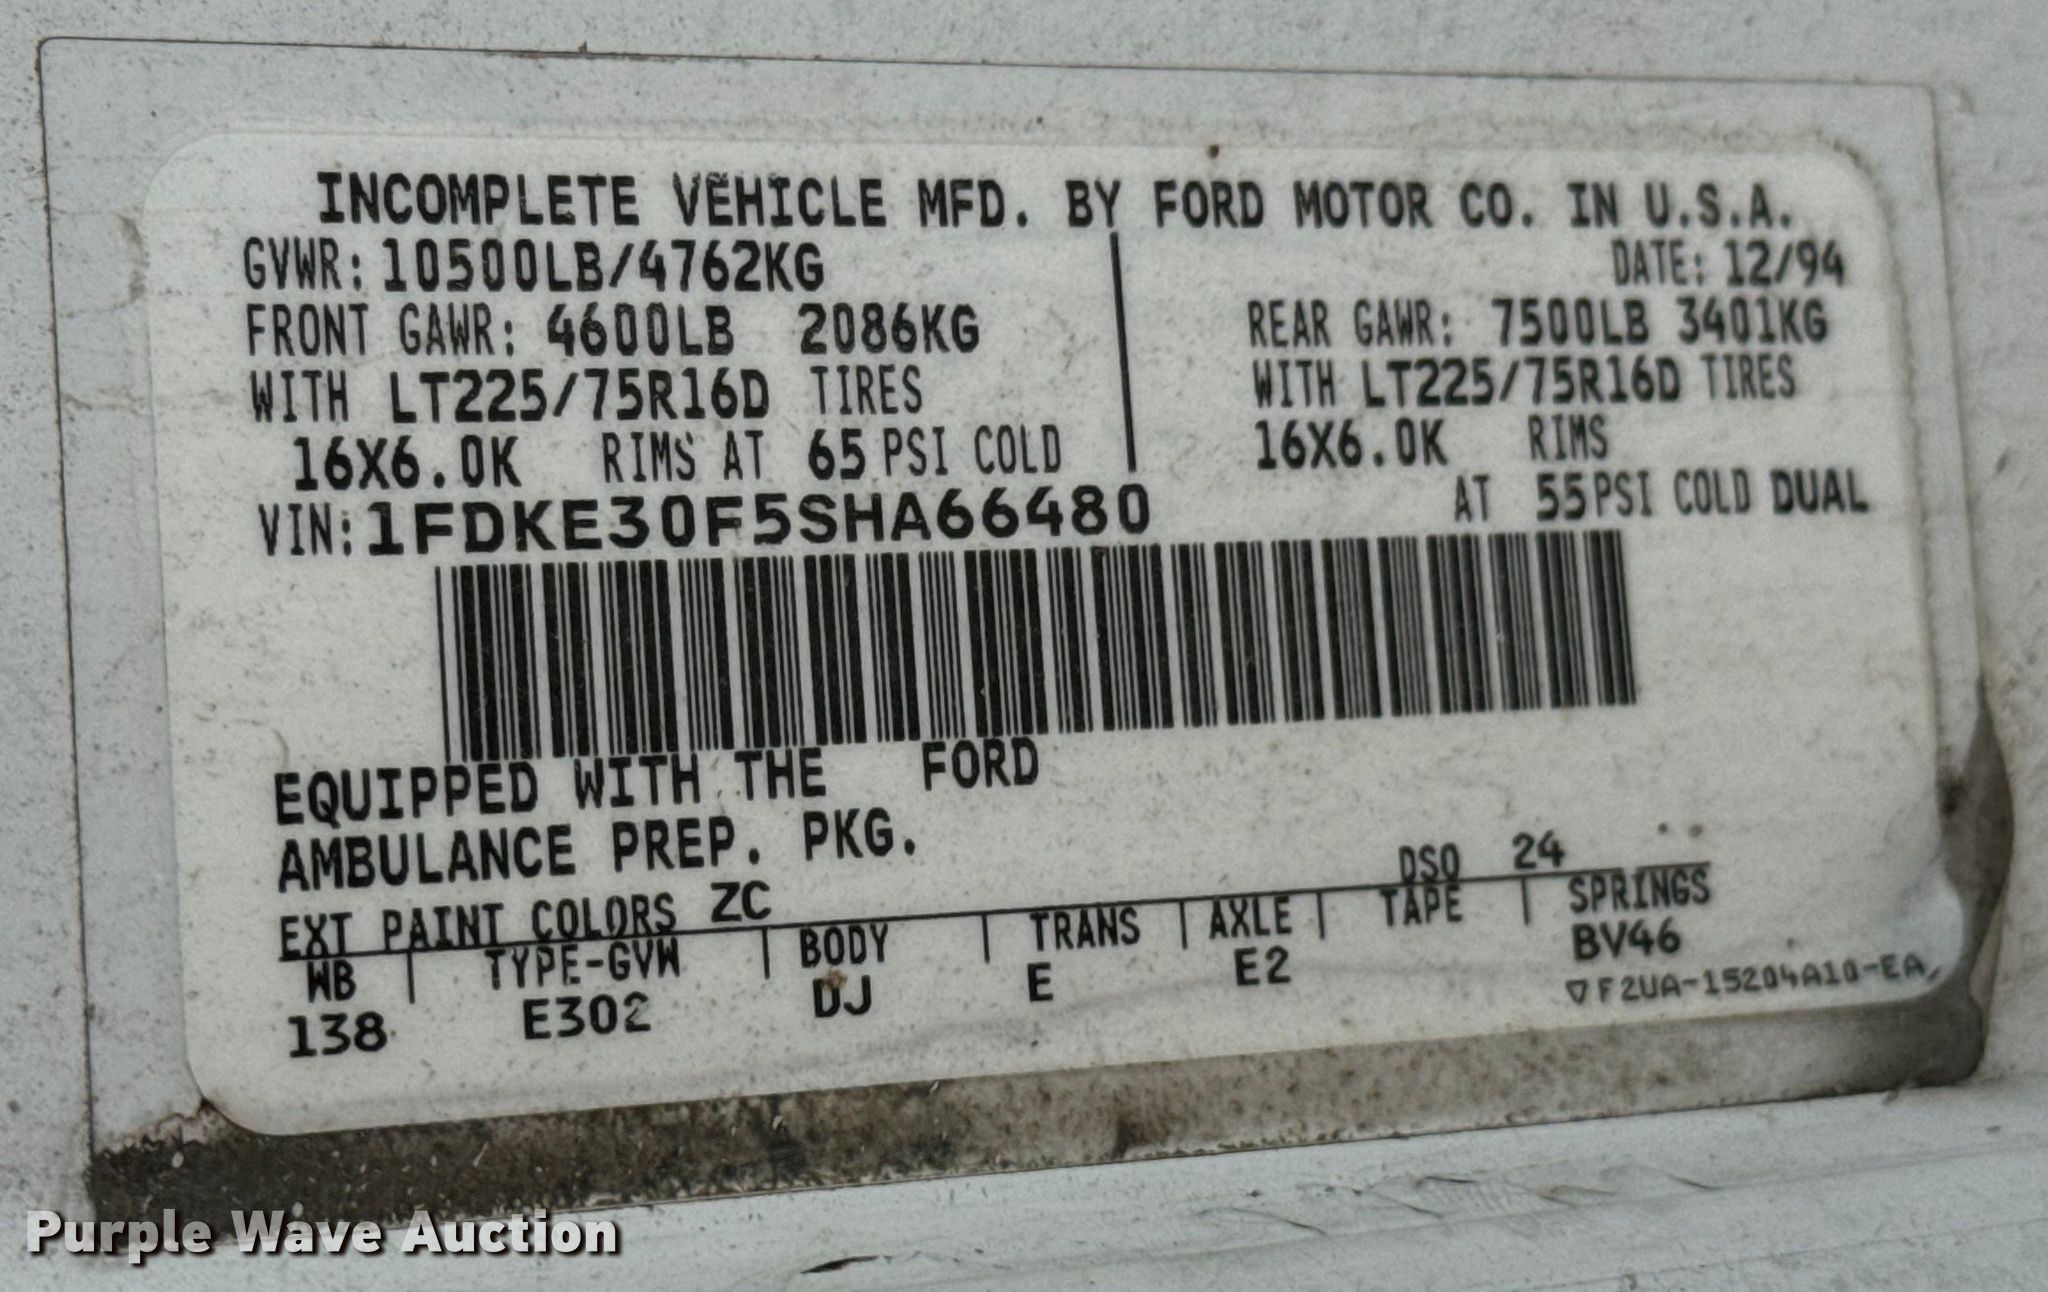 INCOMPLETE VEHICLE MFD. BY FORD MOTOR CO. IN U.S.A.
GVWR: 10500LB/4762KG
DATE: 12/94
FRONT GAWR: 4600LB 2086KG
REAR GAWR: 7500LB 3401KG
WITH LT225/75R16D TIRES
WITH LT225/75R16D TIRES
16X6.0K RIMS AT 65 PSI COLD
16X6.0K RIMS
VIN: 1FDKE30F5SHA66480
AT 55 PSI COLD DUAL
EQUIPPED WITH THE FORD
AMBULANCE PREP. PKG.
DSO 24
EXT PAINT COLORS ZC
WB | TYPE-GVW | BODY | TRANS | AXLE | TAPE | SPRINGS
138 E302 DJ E E2 BV46
▽F2UA-15204A10-EA,
Purple Wave Auction